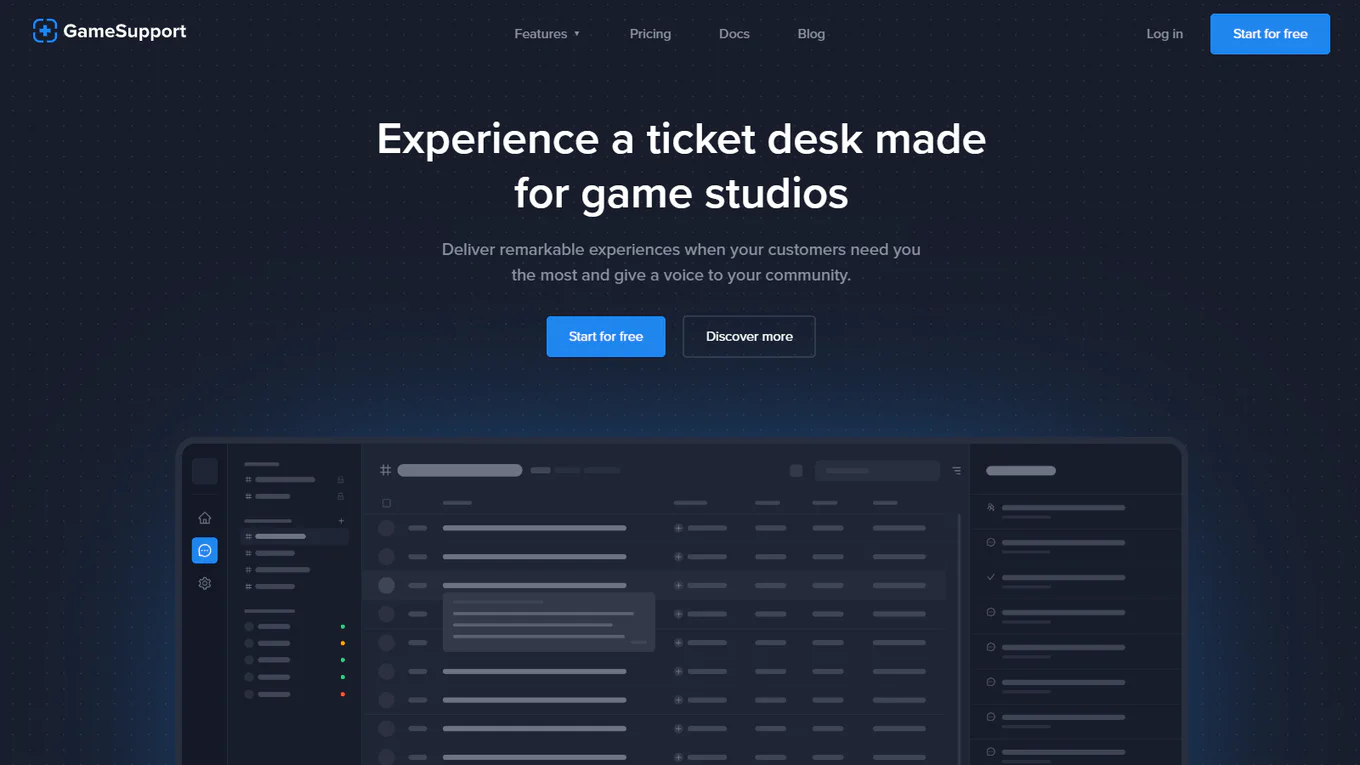 GameSupport
Features
Pricing
Docs
Blog
Log in
Start for free
Experience a ticket desk made
for game studios
Deliver remarkable experiences when your customers need you
the most and give a voice to your community.
Start for free
Discover more